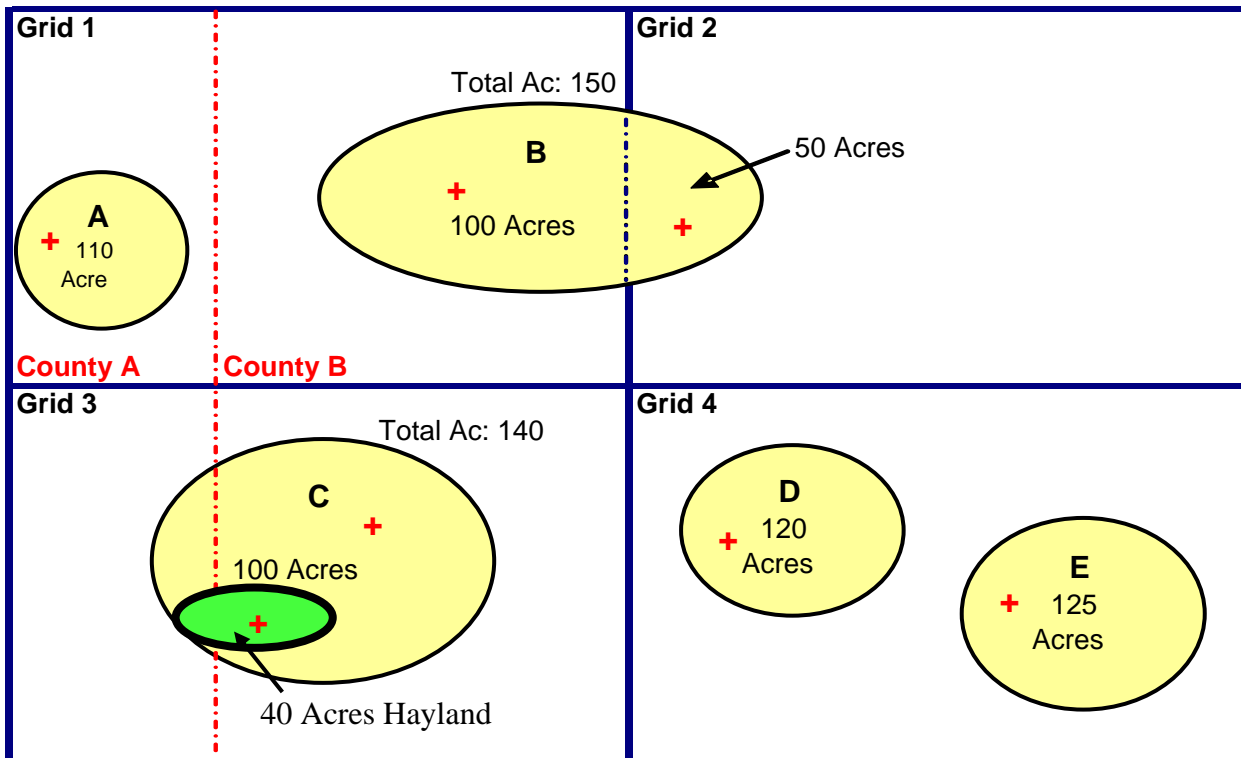 Grid 1
Grid 2
Total Ac: 150
B
50 Acres
100 Acres
A
110
Acre
County A
County B
Grid 3
Grid 4
Total Ac: 140
C
100 Acres
40 Acres Hayland
D
120
Acres
E
125
Acres